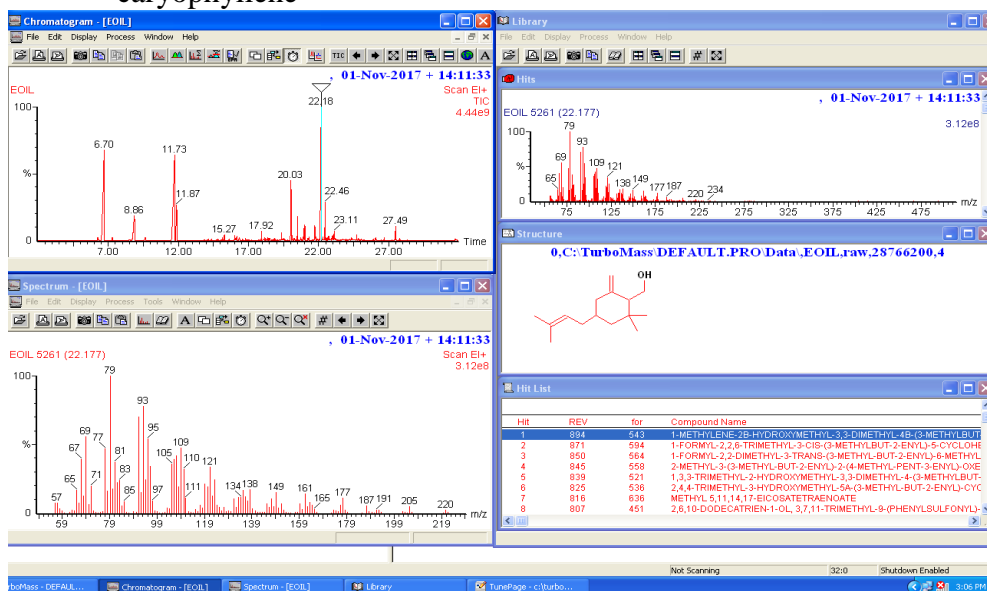 caryophyllene
Chromatogram - [EOIL]
File Edit Display Process Window Help
TIC
A
, 01-Nov-2017 + 14:11:33
EOIL
Scan EI+
TIC
4.44e9
100
%
0
6.70
8.86
11.73
11.87
15.27
17.92
20.03
22.18
22.46
23.11
27.49
7.00 12.00 17.00 22.00 27.00
Time
Library
File Edit Display Process Window Help
Hits
, 01-Nov-2017 + 14:11:33
EOIL 5261 (22.177)
3.12e8
100
%
0
65
69
79
93
109
121
138
149
177
187
220
234
75 125 175 225 275 325 375 425 475
m/z
Structure
0,C:\TurboMass\DEFAULT.PRO\Data\,EOIL,raw,28766200,4
OH
Spectrum - [EOIL]
File Edit Display Process Tools Window Help
, 01-Nov-2017 + 14:11:33
EOIL 5261 (22.177)
Scan EI+
3.12e8
100
%
0
57
65
67
69
71
77
79
81
83
85
93
95
97
105
109
110
111
121
134
138
149
161
165
177
187
191
205
220
59 79 99 119 139 159 179 199 219
m/z
Hit List
Hit REV for Compound Name
1 894 543 1-METHYLENE-2B-HYDROXYMETHYL-3,3-DIMETHYL-4B-(3-METHYLBUT
2 871 594 1-FORMYL-2,2,6-TRIMETHYL-3-CIS-(3-METHYLBUT-2-ENYL)-5-CYCLOHE
3 850 564 1-FORMYL-2,2-DIMETHYL-3-TRANS-(3-METHYL-BUT-2-ENYL)-6-METHYL
4 845 558 2-METHYL-3-(3-METHYL-BUT-2-ENYL)-2-(4-METHYL-PENT-3-ENYL)-OXE
5 839 521 1,3,3-TRIMETHYL-2-HYDROXYMETHYL-3,3-DIMETHYL-4-(3-METHYLBUT-
6 825 536 2,4,4-TRIMETHYL-3-HYDROXYMETHYL-5A-(3-METHYL-BUT-2-ENYL)-CYC
7 816 636 METHYL 5,11,14,17-EICOSATETRAENOATE
8 807 451 2,6,10-DODECATRIEN-1-OL, 3,7,11-TRIMETHYL-9-(PHENYLSULFONYL)-
Not Scanning 32:0 Shutdown Enabled
rboMass - DEFAUL... Chromatogram - [EOIL] Spectrum - [EOIL] Library TunePage - c:\turbo... 3:06 PM